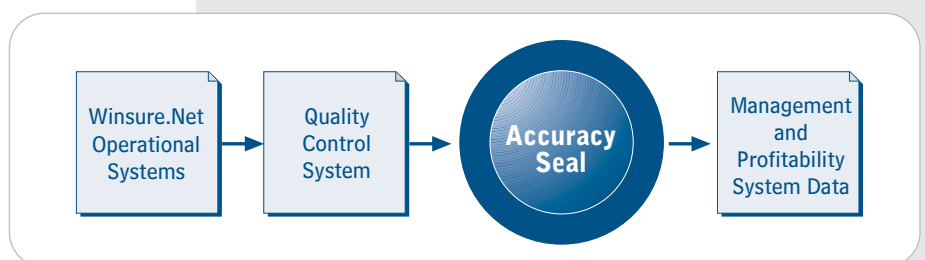 Winsure.Net
Operational
Systems
Quality
Control
System
Accuracy
Seal
Management
and
Profitability
System Data